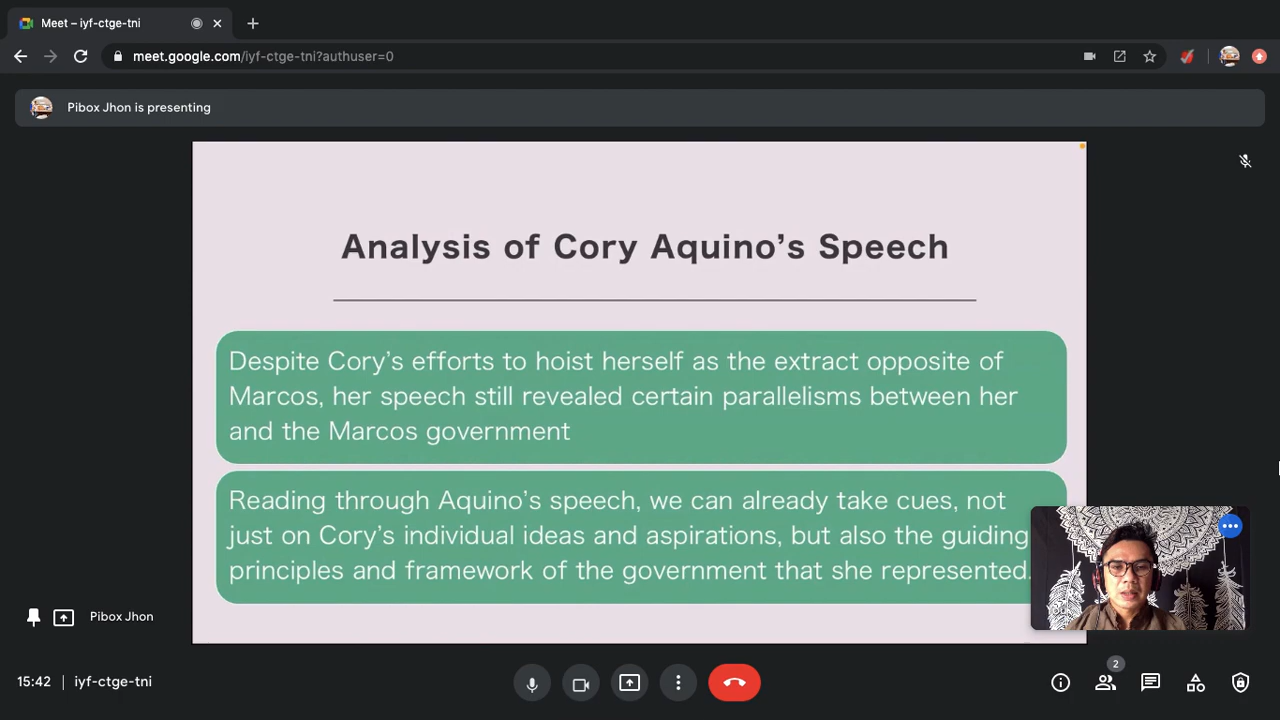 Meet – iyf-ctge-tni
meet.google.com/iyf-ctge-tni?authuser=0
Pibox Jhon is presenting
Analysis of Cory Aquino’s Speech
Despite Cory’s efforts to hoist herself as the extract opposite of
Marcos, her speech still revealed certain parallelisms between her
and the Marcos government
Reading through Aquino’s speech, we can already take cues, not
just on Cory’s individual ideas and aspirations, but also the guiding
principles and framework of the government that she represented.
Pibox Jhon
15:42 | iyf-ctge-tni
2